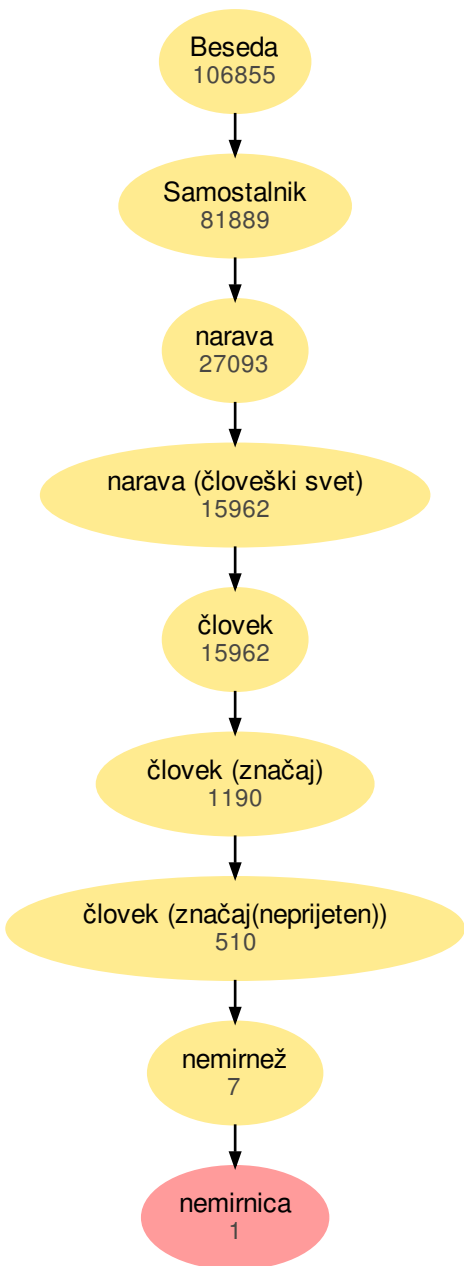 Beseda
106855
Samostalnik
81889
narava
27093
narava (človeški svet)
15962
človek
15962
človek (značaj)
1190
človek (značaj(neprijeten))
510
nemirnež
7
nemirnica
1